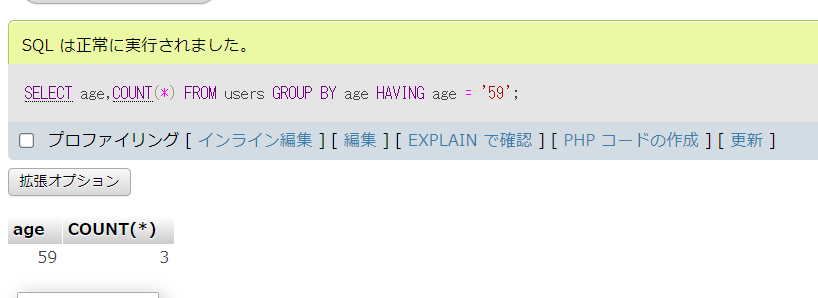 SQL は正常に実行されました。
SELECT age,COUNT(*) FROM users GROUP BY age HAVING age = '59';
プロファイリング [ インライン編集 ] [ 編集 ] [ EXPLAIN で確認 ] [ PHP コードの作成 ] [ 更新 ]
拡張オプション
age COUNT(*)
59 3